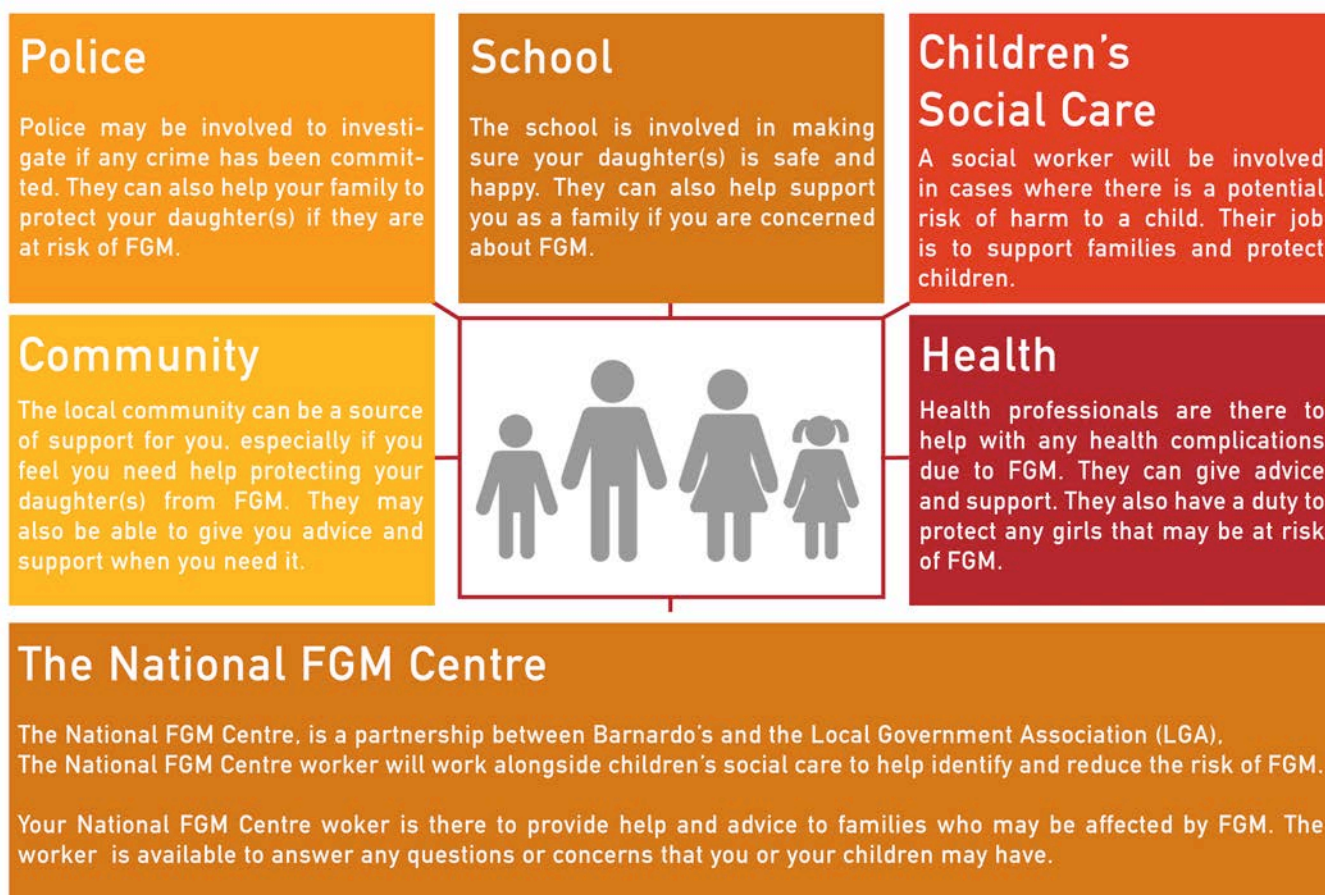 Police
Police may be involved to investi-
gate if any crime has been commit-
ted. They can also help your family to
protect your daughter(s) if they are
at risk of FGM.
School
The school is involved in making
sure your daughter(s) is safe and
happy. They can also help support
you as a family if you are concerned
about FGM.
Children's
Social Care
A social worker will be involved
in cases where there is a potential
risk of harm to a child. Their job
is to support families and protect
children.
Community
The local community can be a source
of support for you, especially if you
feel you need help protecting your
daughter(s) from FGM. They may
also be able to give you advice and
support when you need it.
Health
Health professionals are there to
help with any health complications
due to FGM. They can give advice
and support. They also have a duty to
protect any girls that may be at risk
of FGM.
The National FGM Centre
The National FGM Centre, is a partnership between Barnardo's and the Local Government Association (LGA),
The National FGM Centre worker will work alongside children's social care to help identify and reduce the risk of FGM.
Your National FGM Centre woker is there to provide help and advice to families who may be affected by FGM. The
worker is available to answer any questions or concerns that you or your children may have.